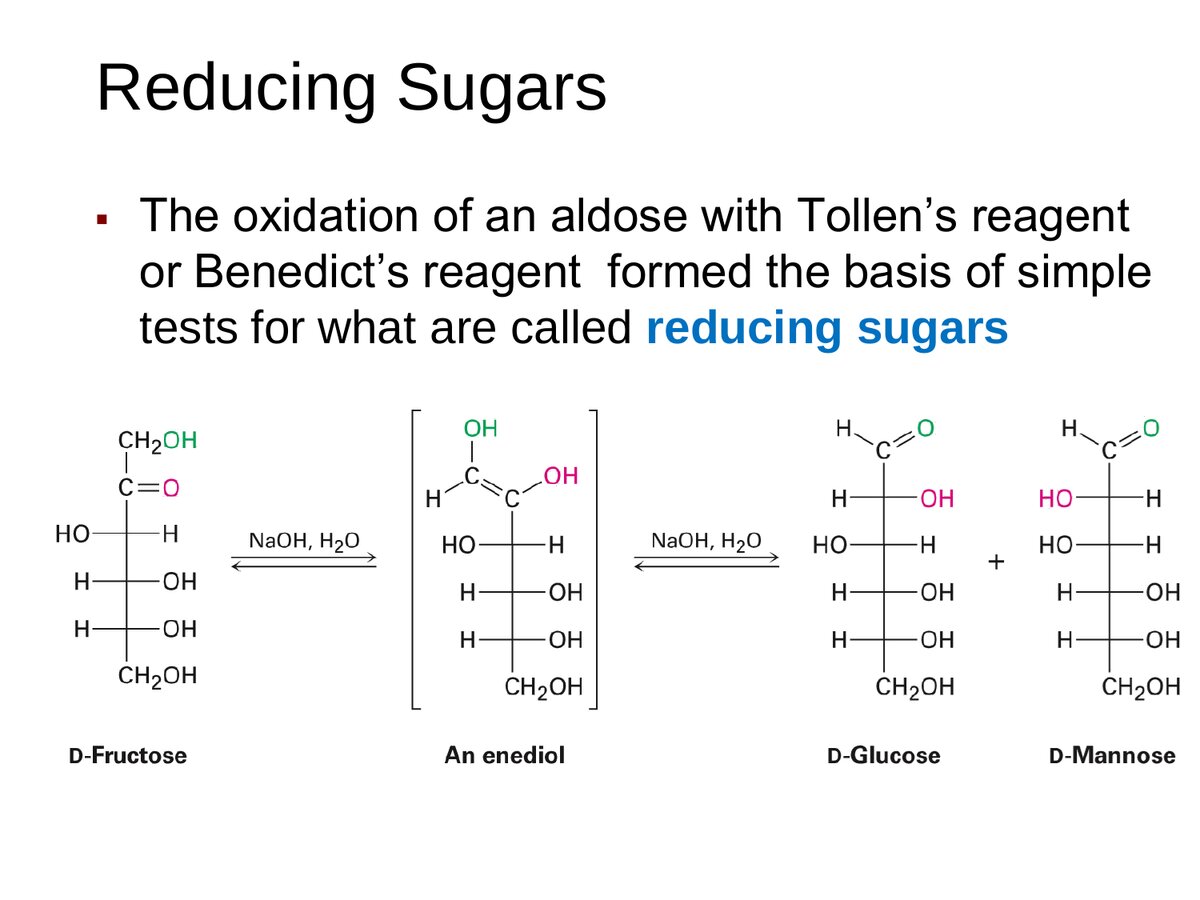 Reducing Sugars
▪ The oxidation of an aldose with Tollen’s reagent
or Benedict’s reagent  formed the basis of simple
tests for what are called reducing sugars
CH₂OH
C=O
HO H
H OH
H OH
CH₂OH
D-Fructose
NaOH, H₂O
OH
C OH
H C
HO H
H OH
H OH
CH₂OH
An enediol
NaOH, H₂O
H O
C
H OH
HO H
H OH
H OH
CH₂OH
D-Glucose
+
H O
C
HO H
HO H
H OH
H OH
CH₂OH
D-Mannose